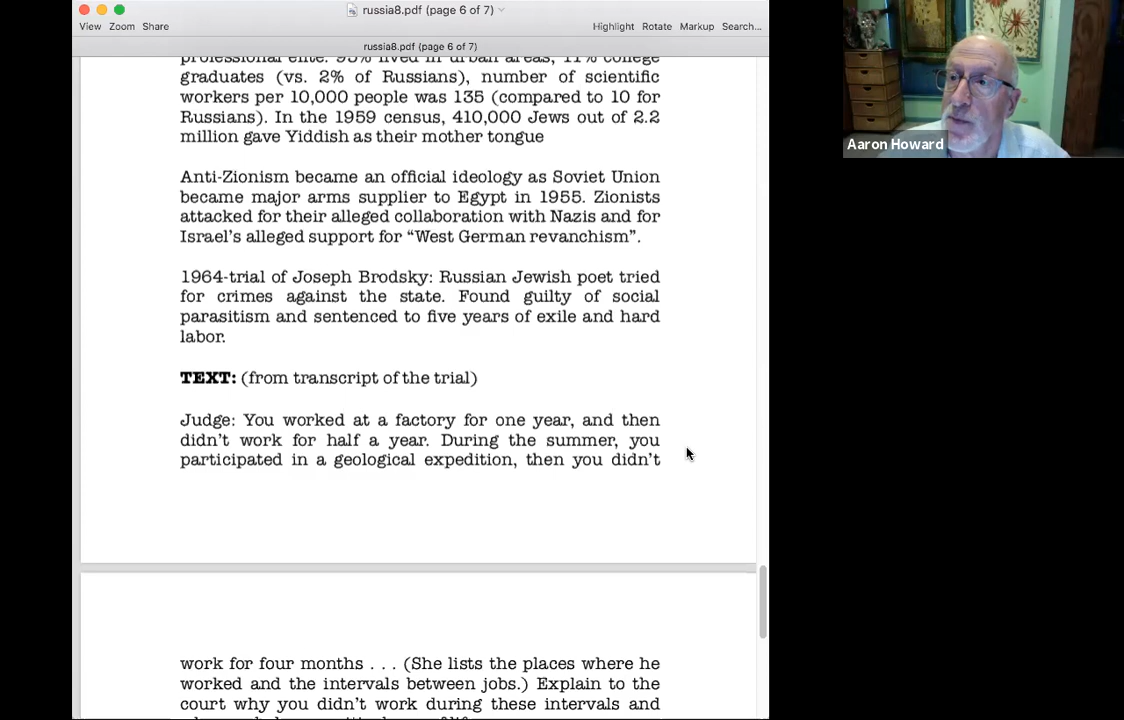 russia8.pdf (page 6 of 7)
View Zoom Share
Highlight Rotate Markup Search...
russia8.pdf (page 6 of 7)
professional elite. 95% lived in urban areas, 11% college
graduates (vs. 2% of Russians), number of scientific
workers per 10,000 people was 135 (compared to 10 for
Russians). In the 1959 census, 410,000 Jews out of 2.2
million gave Yiddish as their mother tongue
Anti-Zionism became an official ideology as Soviet Union
became major arms supplier to Egypt in 1955. Zionists
attacked for their alleged collaboration with Nazis and for
Israel's alleged support for “West German revanchism”.
1964-trial of Joseph Brodsky: Russian Jewish poet tried
for crimes against the state. Found guilty of social
parasitism and sentenced to five years of exile and hard
labor.
TEXT: (from transcript of the trial)
Judge: You worked at a factory for one year, and then
didn't work for half a year. During the summer, you
participated in a geological expedition, then you didn't
work for four months . . . (She lists the places where he
worked and the intervals between jobs.) Explain to the
court why you didn't work during these intervals and
Aaron Howard